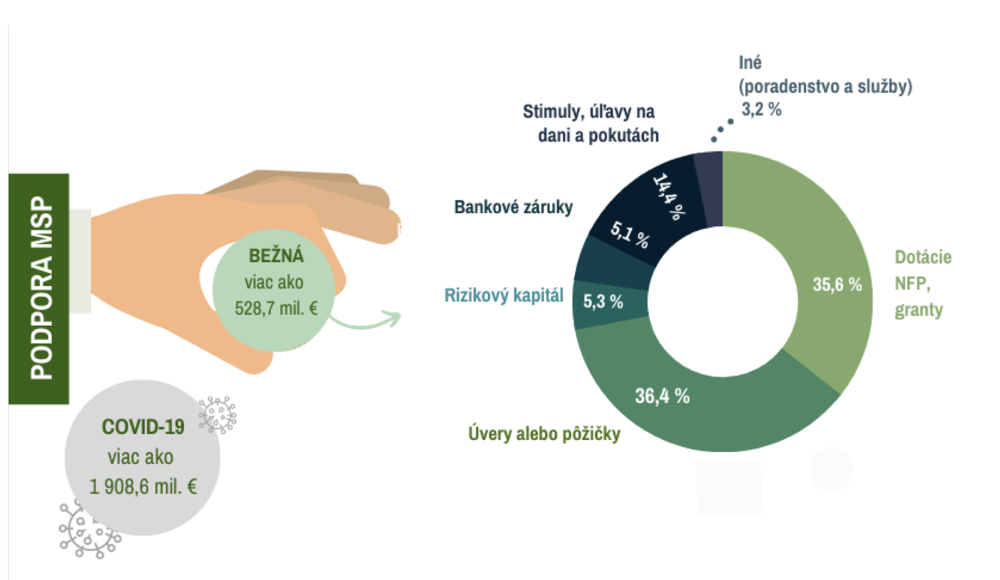 PODPORA MSP
BEŽNÁ
viac ako
528,7 mil. €
COVID-19
viac ako
1 908,6 mil. €
Iné
(poradenstvo a služby)
3,2 %
Stimuly, úľavy na
dani a pokutách
14,4 %
Bankové záruky
5,1 %
Rizikový kapitál
5,3 %
Dotácie
NFP,
granty
35,6 %
36,4 %
Úvery alebo pôžičky